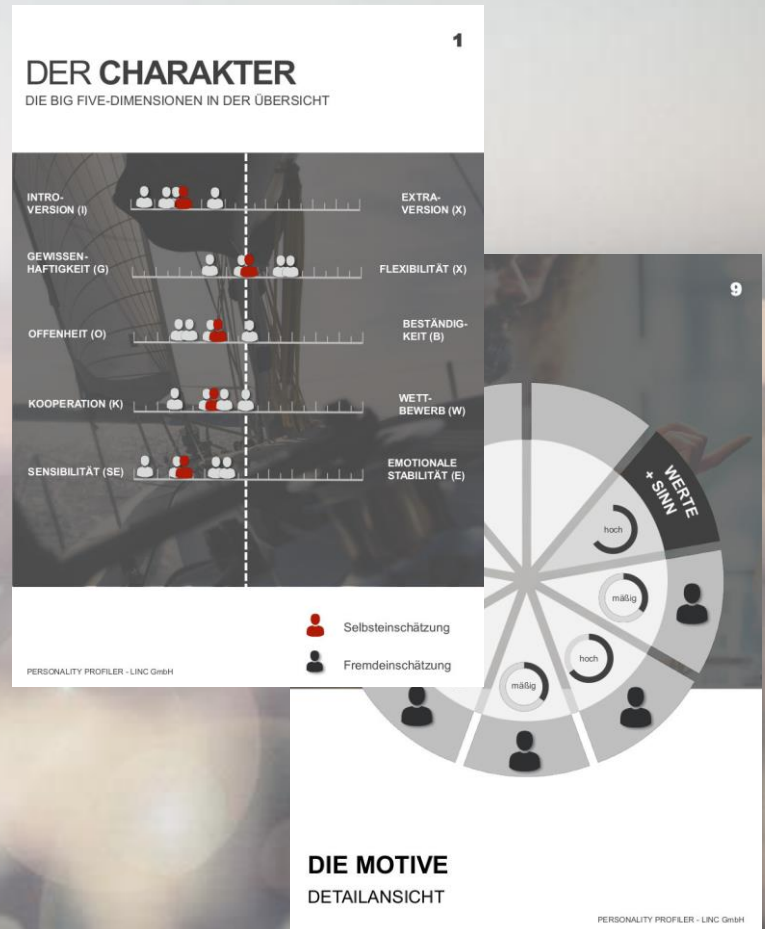 1
DER CHARAKTER
DIE BIG FIVE-DIMENSIONEN IN DER ÜBERSICHT
INTRO-
VERSION (I)
EXTRA-
VERSION (X)
GEWISSEN-
HAFTIGKEIT (G)
FLEXIBILITÄT (X)
OFFENHEIT (O)
BESTÄNDIG-
KEIT (B)
KOOPERATION (K)
WETT-
BEWERB (W)
SENSIBILITÄT (SE)
EMOTIONALE
STABILITÄT (E)
Selbsteinschätzung
Fremdeinschätzung
PERSONALITY PROFILER - LINC GmbH
9
WERTE
+ SINN
hoch
mäßig
hoch
mäßig
DIE MOTIVE
DETAILANSICHT
PERSONALITY PROFILER - LINC GmbH